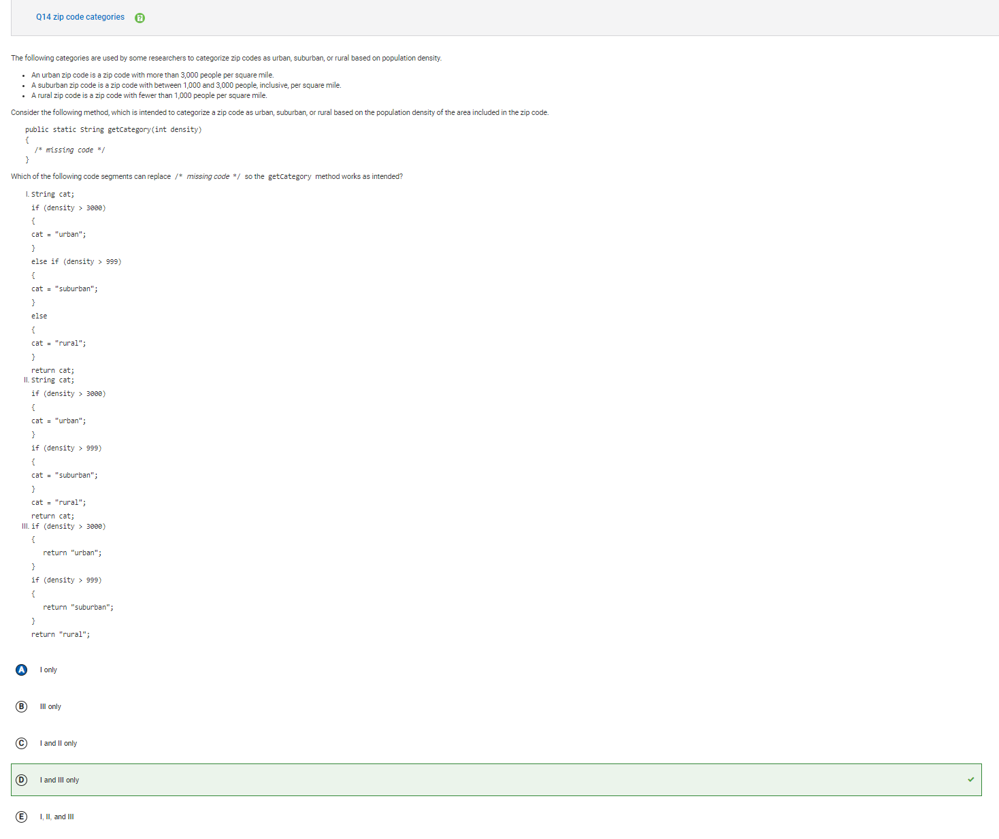 Q14 zip code categories
The following categories are used by some researchers to categorize zip codes as urban, suburban, or rural based on population density.
• An urban zip code is a zip code with more than 3,000 people per square mile.
• A suburban zip code is a zip code with between 1,000 and 3,000 people, inclusive, per square mile.
• A rural zip code is a zip code with fewer than 1,000 people per square mile.
Consider the following method, which is intended to categorize a zip code as urban, suburban, or rural based on the population density of the area included in the zip code.
public static String getCategory(int density)
{
/* missing code */
}
Which of the following code segments can replace /* missing code */ so the getCategory method works as intended?
I. String cat;
if (density > 3000)
{
cat = "urban";
}
else if (density > 999)
{
cat = "suburban";
}
else
{
cat = "rural";
}
return cat;
II. String cat;
if (density > 3000)
{
cat = "urban";
}
if (density > 999)
{
cat = "suburban";
}
cat = "rural";
return cat;
III. if (density > 3000)
{
return "urban";
}
if (density > 999)
{
return "suburban";
}
return "rural";
A I only
B III only
C I and II only
D I and III only
E I, II, and III